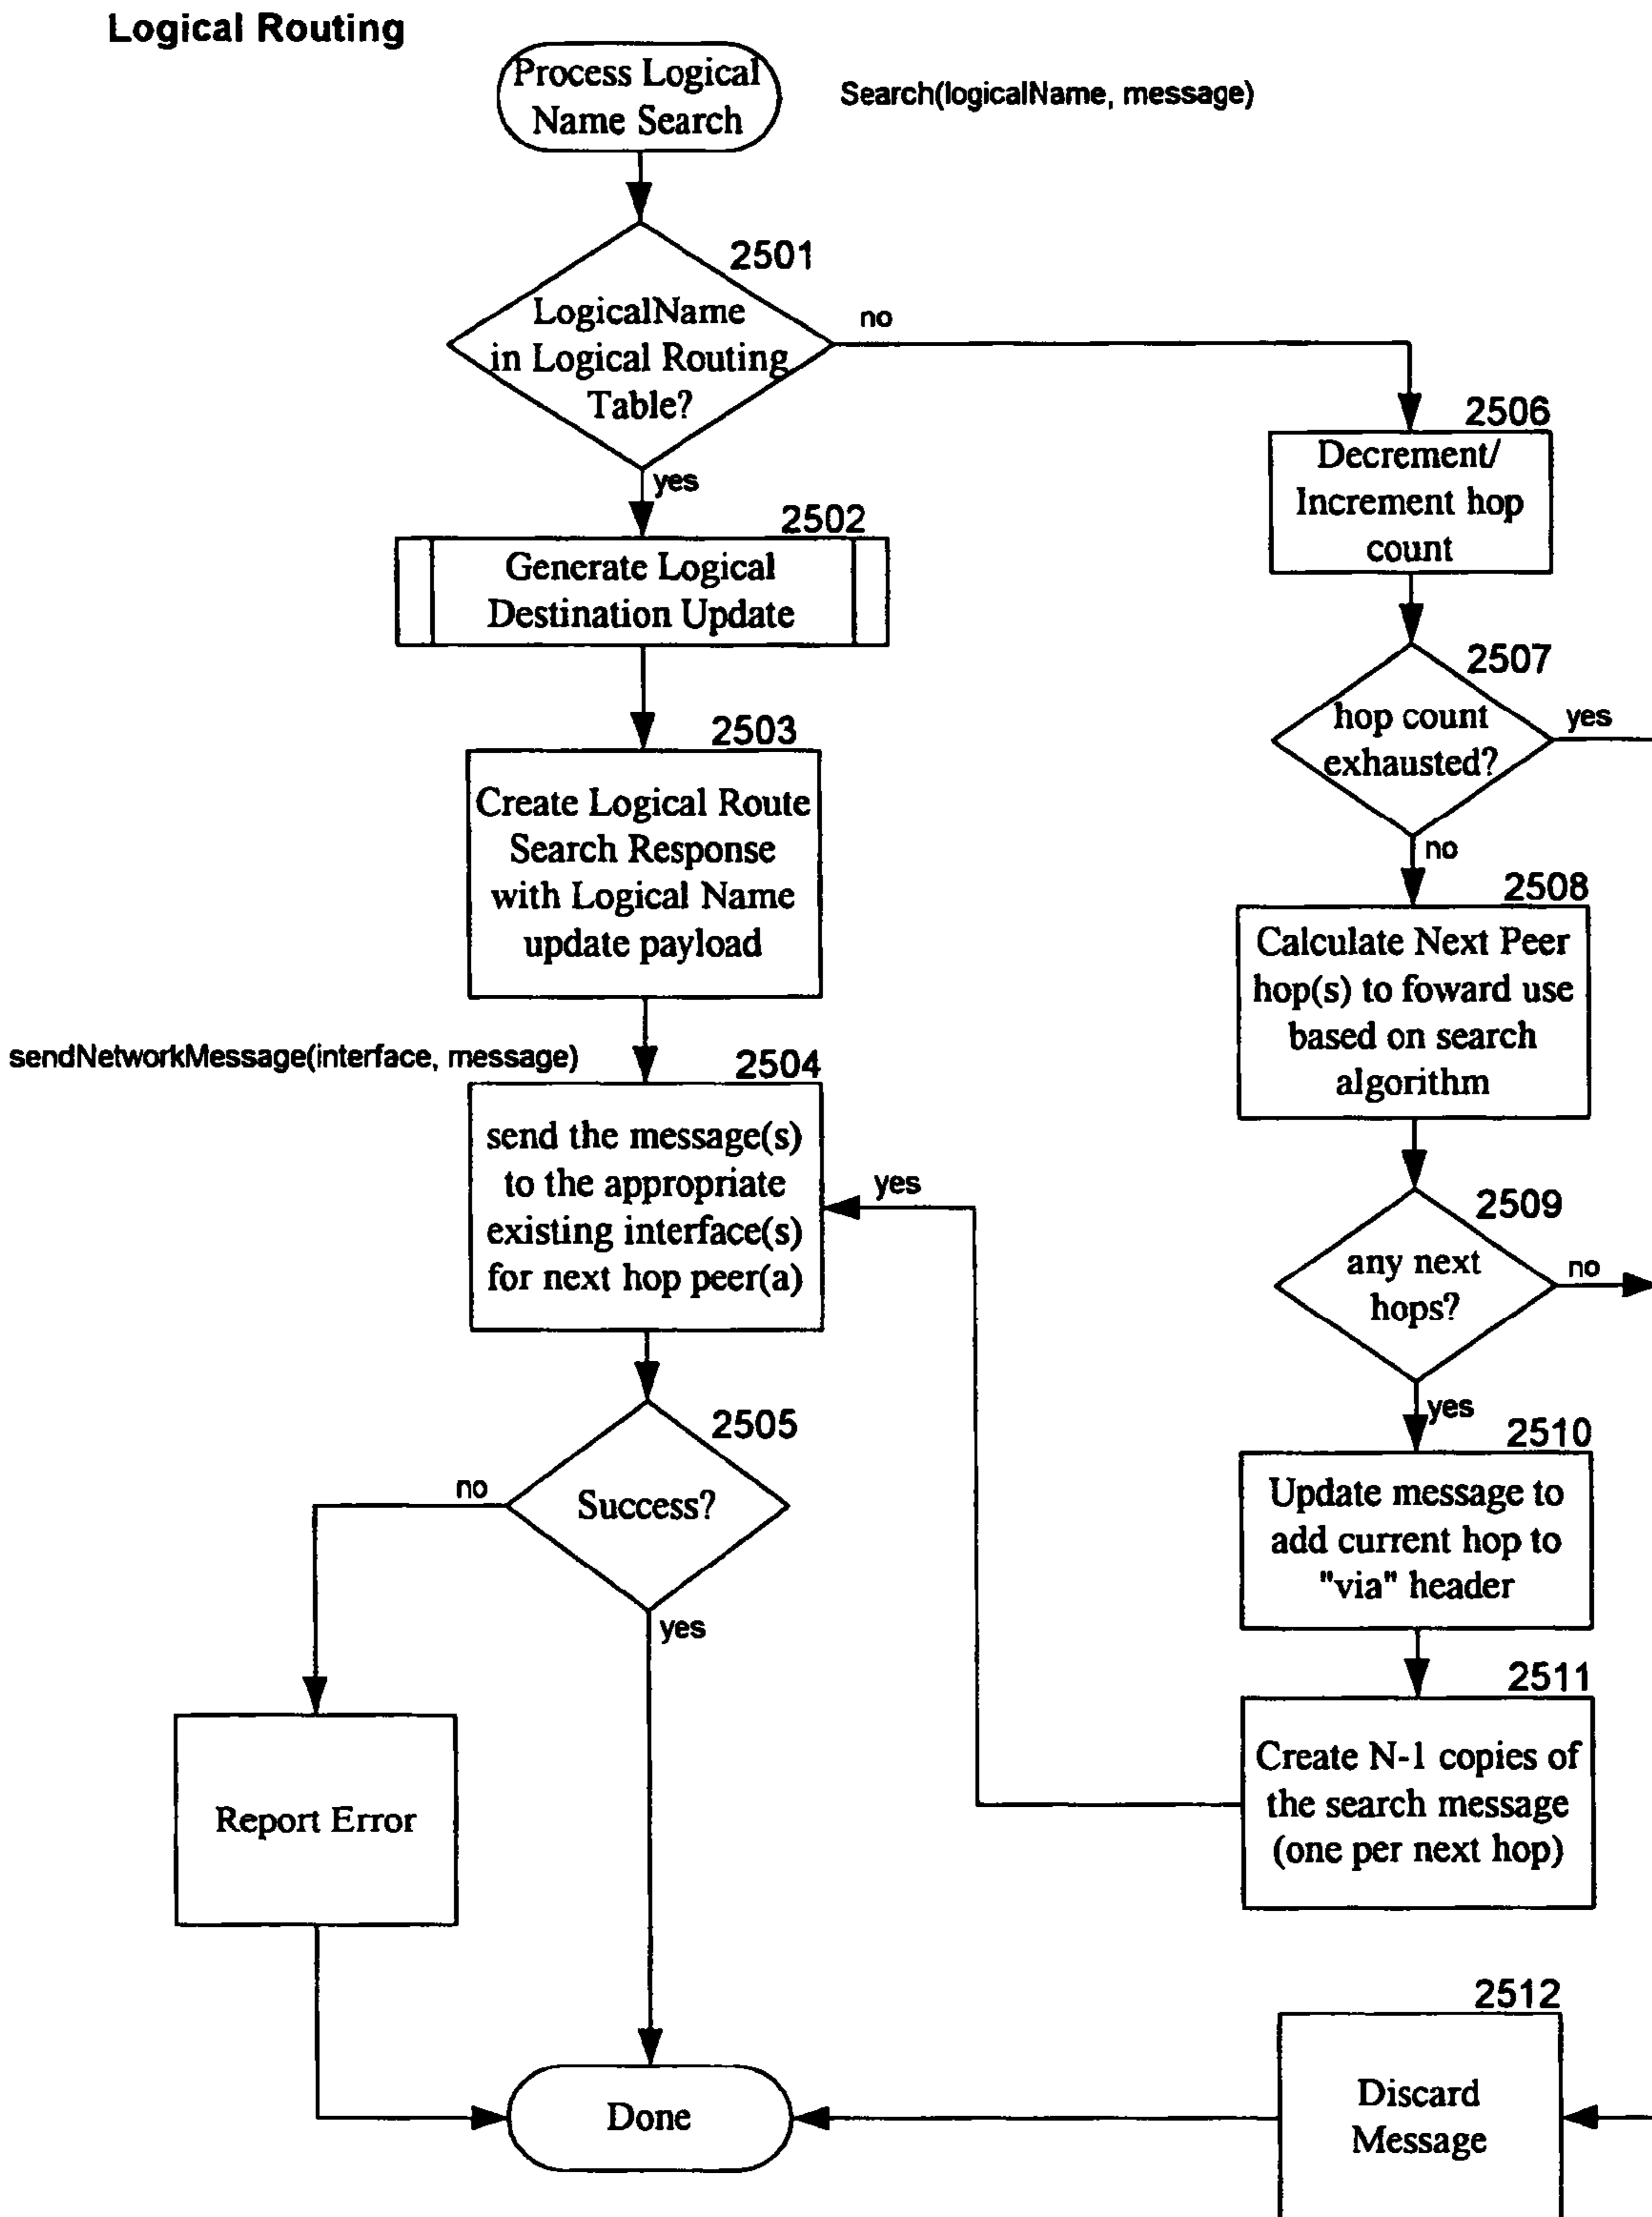 Logical Routing
Process Logical
Name Search
Search(logicalName, message)
2501
LogicalName
in Logical Routing
Table?
no
yes
2502
Generate Logical
Destination Update
2503
Create Logical Route
Search Response
with Logical Name
update payload
sendNetworkMessage(interface, message)
2504
send the message(s)
to the appropriate
existing interface(s)
for next hop peer(a)
2505
Success?
no
yes
Report Error
Done
2506
Decrement/
Increment hop
count
2507
hop count
exhausted?
yes
no
2508
Calculate Next Peer
hop(s) to foward use
based on search
algorithm
2509
any next
hops?
no
yes
2510
Update message to
add current hop to
"via" header
2511
Create N-1 copies of
the search message
(one per next hop)
yes
2512
Discard
Message